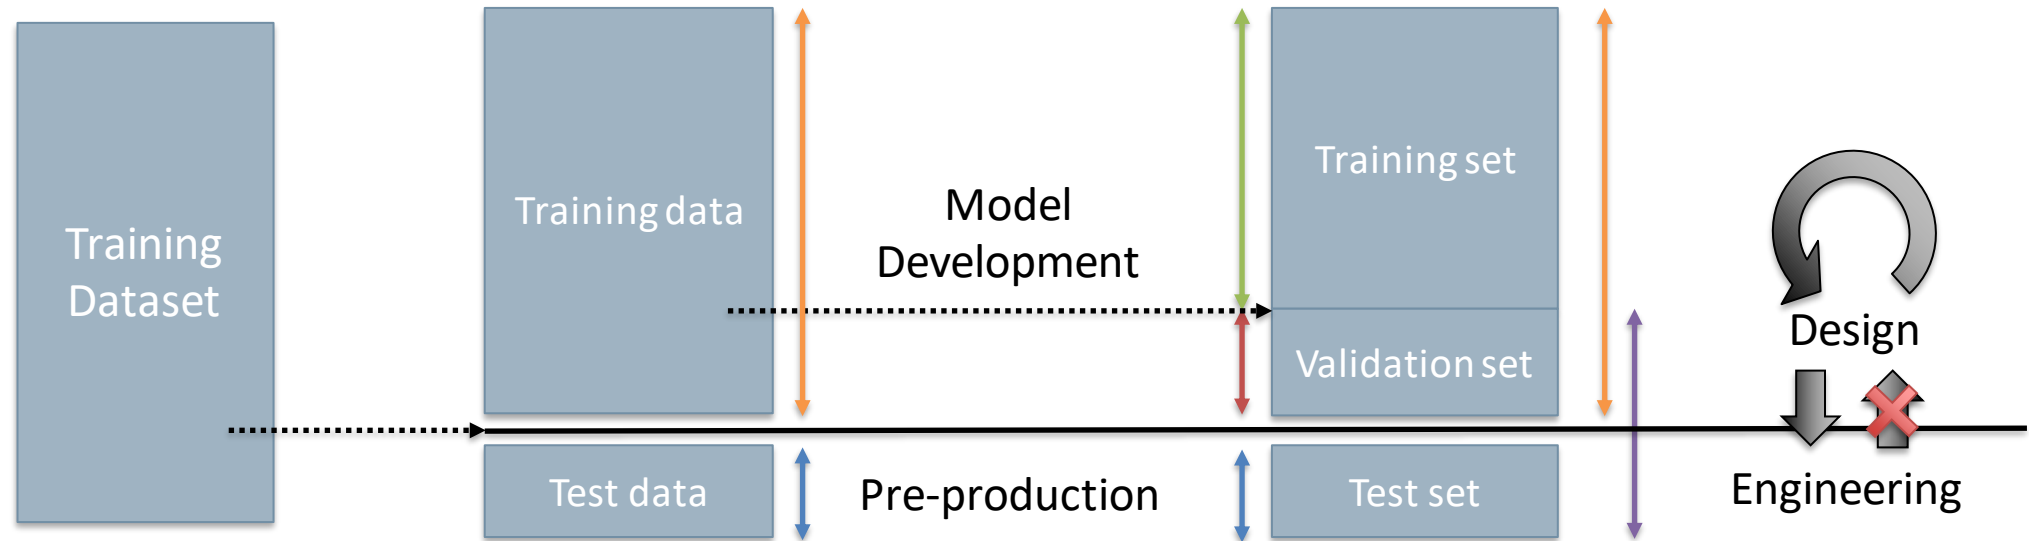 Training
Dataset
Training data
Test data
Model
Development
Pre-production
Training set
Validation set
Test set
Design
Engineering